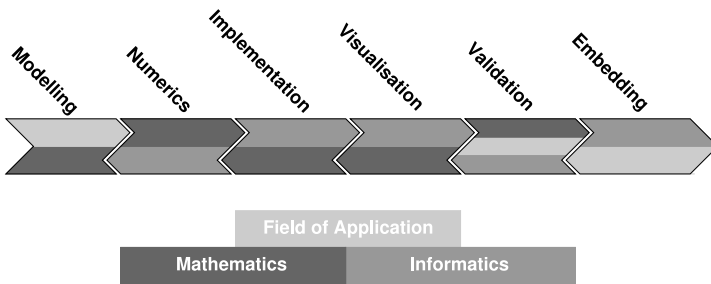 Modelling
Numerics
Implementation
Visualisation
Validation
Embedding
Field of Application
Mathematics
Informatics